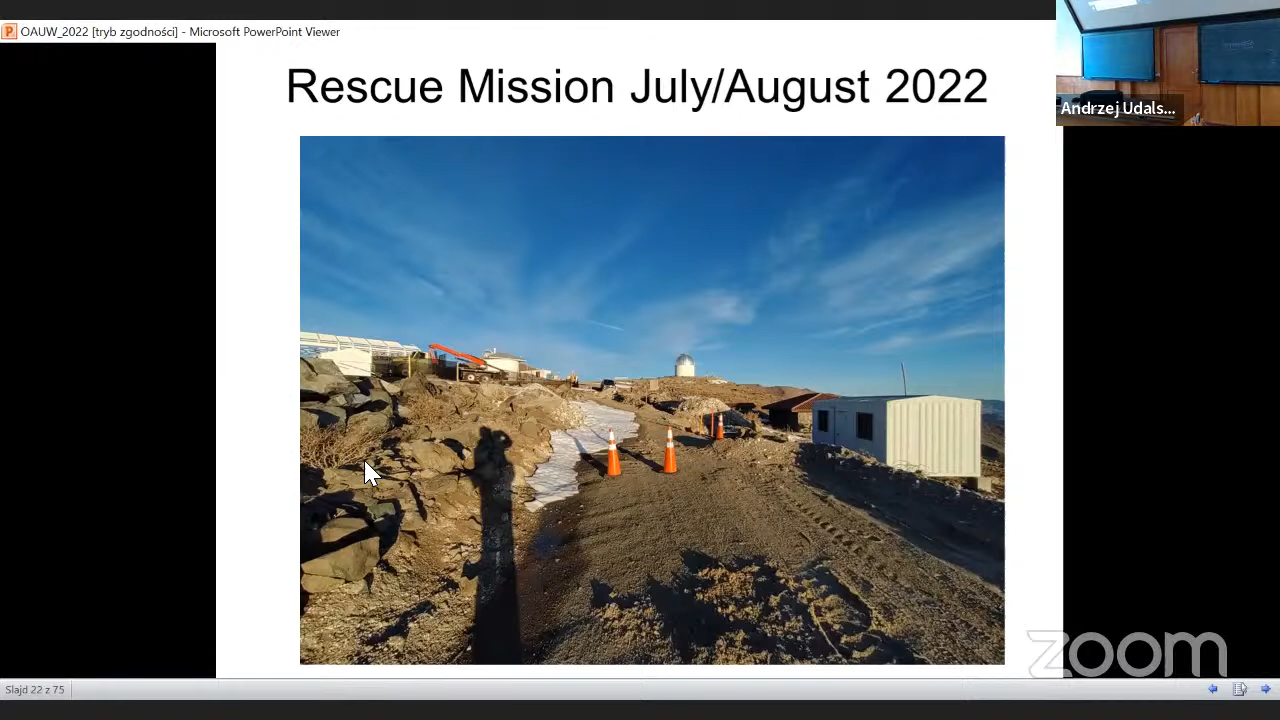 OAUW_2022 [tryb zgodności] - Microsoft PowerPoint Viewer
Rescue Mission July/August 2022
Andrzej Udals...
Slajd 22 z 75
zoom